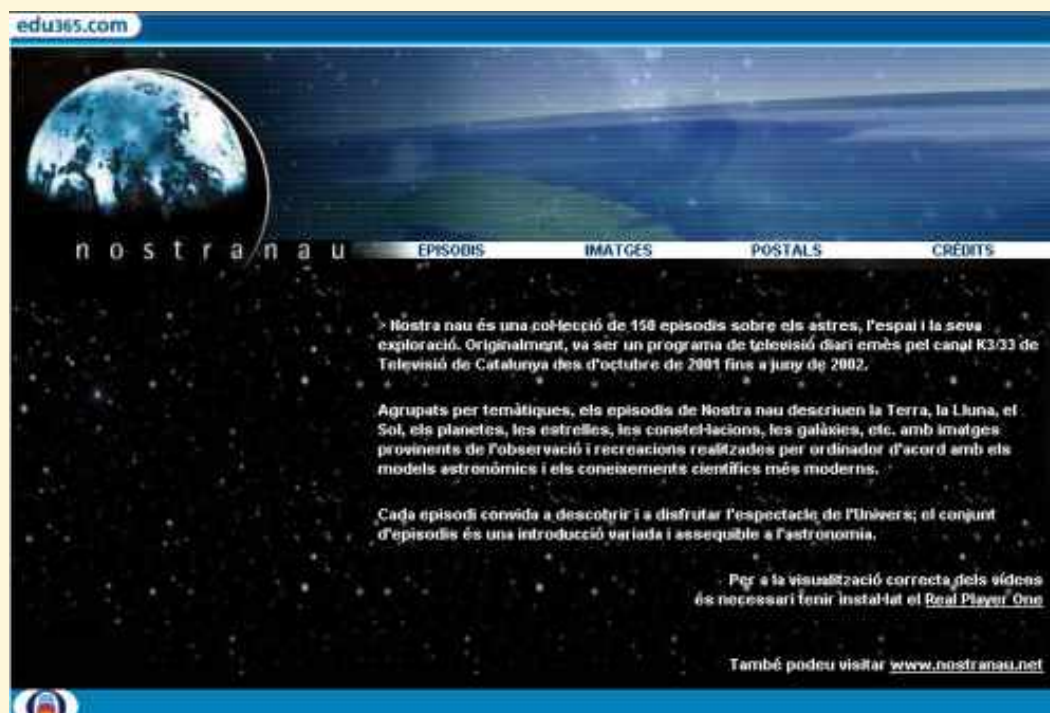 edu365.com
nostranau
EPISODIS IMATGES POSTALS CRÈDITS
> Nostra nau és una col·lecció de 150 episodis sobre els astres, l'espai i la seva
exploració. Originalment, va ser un programa de televisió diari emès pel canal K3/33 de
Televisió de Catalunya des d'octubre de 2001 fins a juny de 2002.
Agrupats per temàtiques, els episodis de Nostra nau descriuen la Terra, la Lluna, el
Sol, els planetes, les estrelles, les constel·lacions, les galàxies, etc. amb imatges
provinents de l'observació i recreacions realitzades per ordinador d'acord amb els
models astronòmics i els coneixements científics més moderns.
Cada episodi convida a descobrir i a disfrutar l'espectacle de l'Univers; el conjunt
d'episodis és una introducció variada i assequible a l'astronomia.
Per a la visualització correcta dels vídeos
és necessari tenir instal·lat el Real Player One
També podeu visitar www.nostranau.net